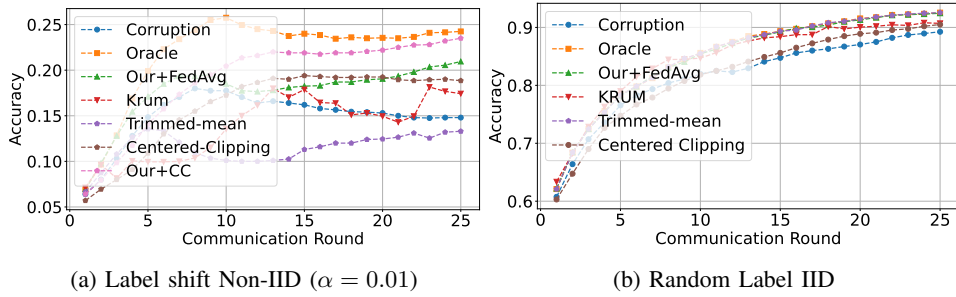 0.25
0.20
0.15
0.10
0.05
Accuracy
Corruption
Oracle
Our+FedAvg
Krum
Trimmed-mean
Centered-Clipping
Our+CC
0 5 10 15 20 25
Communication Round
(a) Label shift Non-IID (α = 0.01)
0.9
0.8
0.7
0.6
Accuracy
Corruption
Oracle
Our+FedAvg
KRUM
Trimmed-mean
Centered Clipping
0 5 10 15 20 25
Communication Round
(b) Random Label IID